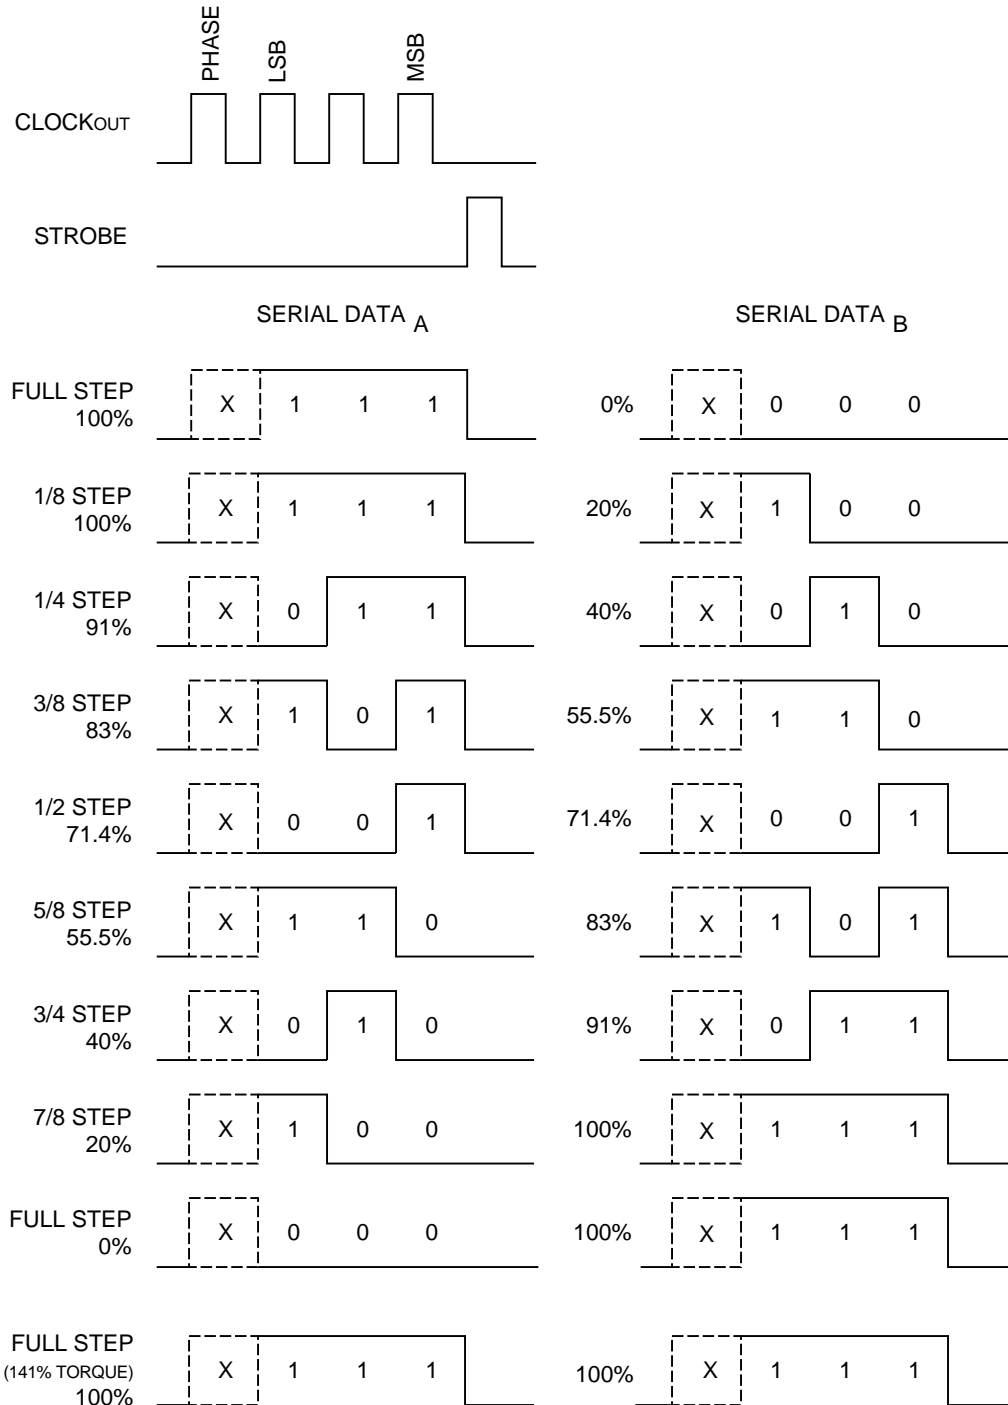 PHASE LSB MSB
CLOCKOUT
STROBE
SERIAL DATA A SERIAL DATA B
FULL STEP
100% X 1 1 1 0% X 0 0 0
1/8 STEP
100% X 1 1 1 20% X 1 0 0
1/4 STEP
91% X 0 1 1 40% X 0 1 0
3/8 STEP
83% X 1 0 1 55.5% X 1 1 0
1/2 STEP
71.4% X 0 0 1 71.4% X 0 0 1
5/8 STEP
55.5% X 1 1 0 83% X 1 0 1
3/4 STEP
40% X 0 1 0 91% X 0 1 1
7/8 STEP
20% X 1 0 0 100% X 1 1 1
FULL STEP
0% X 0 0 0 100% X 1 1 1
FULL STEP
(141% TORQUE) X 1 1 1 100% X 1 1 1
100%